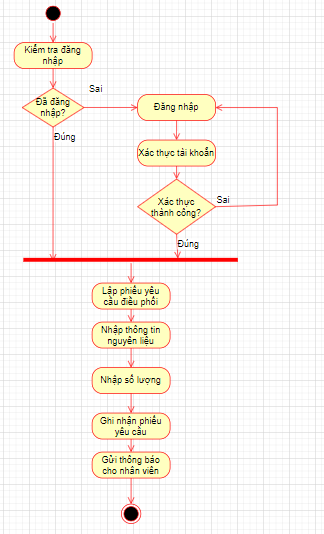 Kiểm tra đăng
nhập
Đã đăng
nhập?
Sai
Đúng
Đăng nhập
Xác thực tài khoản
Xác thực
thành công?
Sai
Đúng
Lập phiếu yêu
cầu điều phối
Nhập thông tin
nguyên liệu
Nhập số lượng
Ghi nhận phiếu
yêu cầu
Gửi thông báo
cho nhân viên